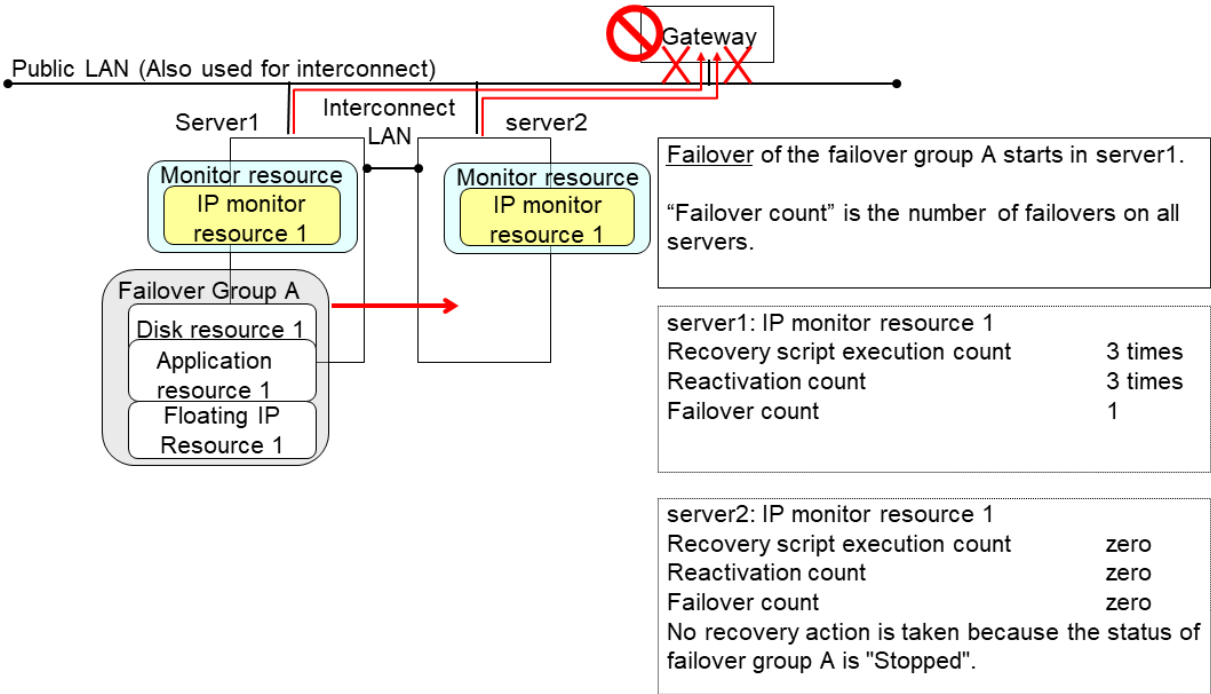 Gateway
Public LAN (Also used for interconnect)
Interconnect
LAN
Server1
server2
Monitor resource
IP monitor
resource 1
Monitor resource
IP monitor
resource 1
Failover Group A
Disk resource 1
Application
resource 1
Floating IP
Resource 1
Failover of the failover group A starts in server1.
“Failover count” is the number of failovers on all
servers.
server1: IP monitor resource 1
Recovery script execution count 3 times
Reactivation count 3 times
Failover count 1
server2: IP monitor resource 1
Recovery script execution count zero
Reactivation count zero
Failover count zero
No recovery action is taken because the status of
failover group A is "Stopped".